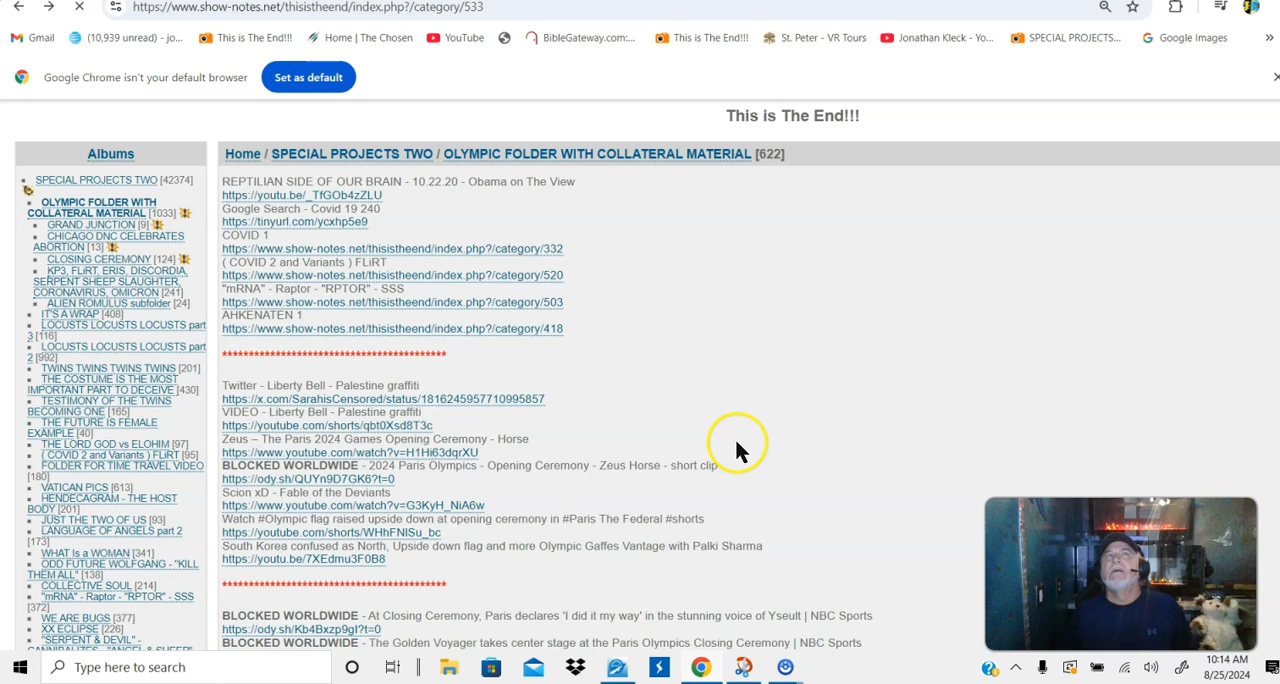 https://www.show-notes.net/thisistheend/index.php?/category/533
Gmail
(10,939 unread) - jo...
This is The End!!!
Home | The Chosen
YouTube
BibleGateway.com:...
This is The End!!!
St. Peter - VR Tours
Jonathan Kleck - Yo...
SPECIAL PROJECTS...
Google Images
»
Google Chrome isn't your default browser
Set as default
This is The End!!!
Albums
SPECIAL PROJECTS TWO [42374]
OLYMPIC FOLDER WITH
COLLATERAL MATERIAL [1033]
GRAND JUNCTION [9]
CHICAGO DNC CELEBRATES
ABORTION [13]
CLOSING CEREMONY [124]
KP3, FLiRT, ERIS, DISCORDIA,
SERPENT SHEEP SLAUGHTER,
CORONAVIRUS, OMICRON [241]
ALIEN ROMULUS subfolder [24]
IT'S A WRAP [408]
LOCUSTS LOCUSTS LOCUSTS part
3 [116]
LOCUSTS LOCUSTS LOCUSTS part
2 [992]
TWINS TWINS TWINS TWINS [201]
THE COSTUME IS THE MOST
IMPORTANT PART TO DECEIVE [430]
TESTIMONY OF THE TWINS
BECOMING ONE [165]
THE FUTURE IS FEMALE
EXAMPLE [40]
THE LORD GOD vs ELOHIM [97]
( COVID 2 and Variants ) FLiRT [95]
FOLDER FOR TIME TRAVEL VIDEO
[180]
VATICAN PICS [613]
HENDECAGRAM - THE HOST
BODY [201]
JUST THE TWO OF US [93]
LANGUAGE OF ANGELS part 2
[173]
WHAT Is a WOMAN [341]
ODD FUTURE WOLFGANG - "KILL
THEM ALL" [138]
COLLECTIVE SOUL [214]
"mRNA" - Raptor - "RPTOR" - SSS
[372]
WE ARE BUGS [377]
XX ECLIPSE [226]
"SERPENT & DEVIL" -
CANNIBALIZES - "ANGEL & SHEEP"
Home / SPECIAL PROJECTS TWO / OLYMPIC FOLDER WITH COLLATERAL MATERIAL [622]
REPTILIAN SIDE OF OUR BRAIN - 10.22.20 - Obama on The View
https://youtu.be/_TfGOb4zZLU
Google Search - Covid 19 240
https://tinyurl.com/ycxhp5e9
COVID 1
https://www.show-notes.net/thisistheend/index.php?/category/332
( COVID 2 and Variants ) FLiRT
https://www.show-notes.net/thisistheend/index.php?/category/520
"mRNA" - Raptor - "RPTOR" - SSS
https://www.show-notes.net/thisistheend/index.php?/category/503
AHKENATEN 1
https://www.show-notes.net/thisistheend/index.php?/category/418
******************************************
Twitter - Liberty Bell - Palestine graffiti
https://x.com/SarahisCensored/status/1816245957710995857
VIDEO - Liberty Bell - Palestine graffiti
https://youtube.com/shorts/qbt0Xsd8T3c
Zeus – The Paris 2024 Games Opening Ceremony - Horse
https://www.youtube.com/watch?v=H1Hi63dqrXU
BLOCKED WORLDWIDE - 2024 Paris Olympics - Opening Ceremony - Zeus Horse - short clip
https://ody.sh/QUYn9D7GK6?t=0
Scion xD - Fable of the Deviants
https://www.youtube.com/watch?v=G3KyH_NiA6w
Watch #Olympic flag raised upside down at opening ceremony in #Paris The Federal #shorts
https://youtube.com/shorts/WHhFNlSu_bc
South Korea confused as North, Upside down flag and more Olympic Gaffes Vantage with Palki Sharma
https://youtu.be/7XEdmu3F0B8
******************************************
BLOCKED WORLDWIDE - At Closing Ceremony, Paris declares 'I did it my way' in the stunning voice of Yseult | NBC Sports
https://ody.sh/Kb4Bxzp9gI?t=0
BLOCKED WORLDWIDE - The Golden Voyager takes center stage at the Paris Olympics Closing Ceremony | NBC Sports
Type here to search
10:14 AM
8/25/2024